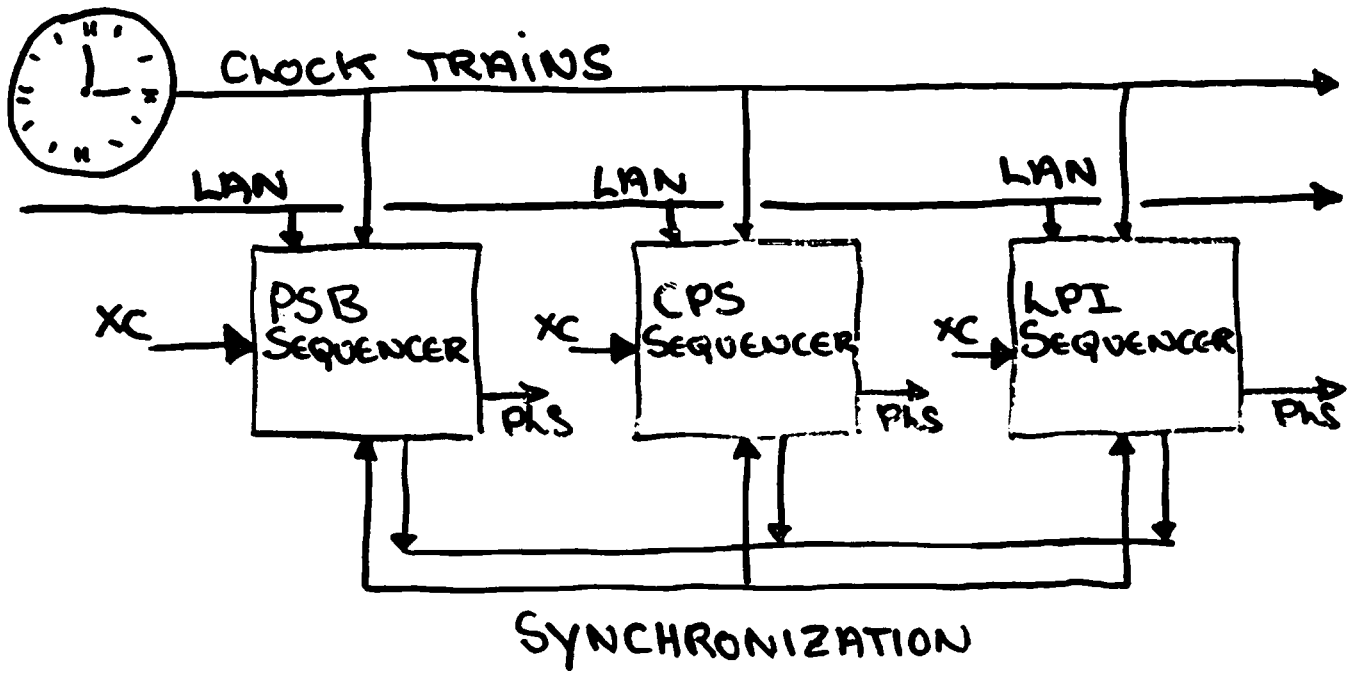 CLOCK TRAINS
LAN
LAN
LAN
PSB
SEQUENCER
CPS
SEQUENCER
LPI
SEQUENCER
XC
XC
XC
PLS
PLS
PLS
SYNCHRONIZATION